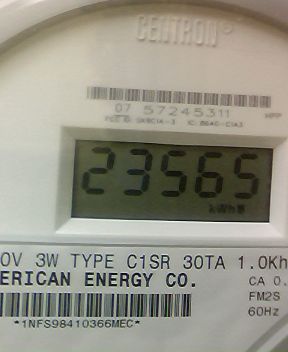 CENTRON®
07 57245311
23565
kWh
0V 3W TYPE C1SR 30TA 1.0Kh
ERICAN ENERGY CO.
CA 0.
FM2S
60Hz
*1NFS98410366MEC*